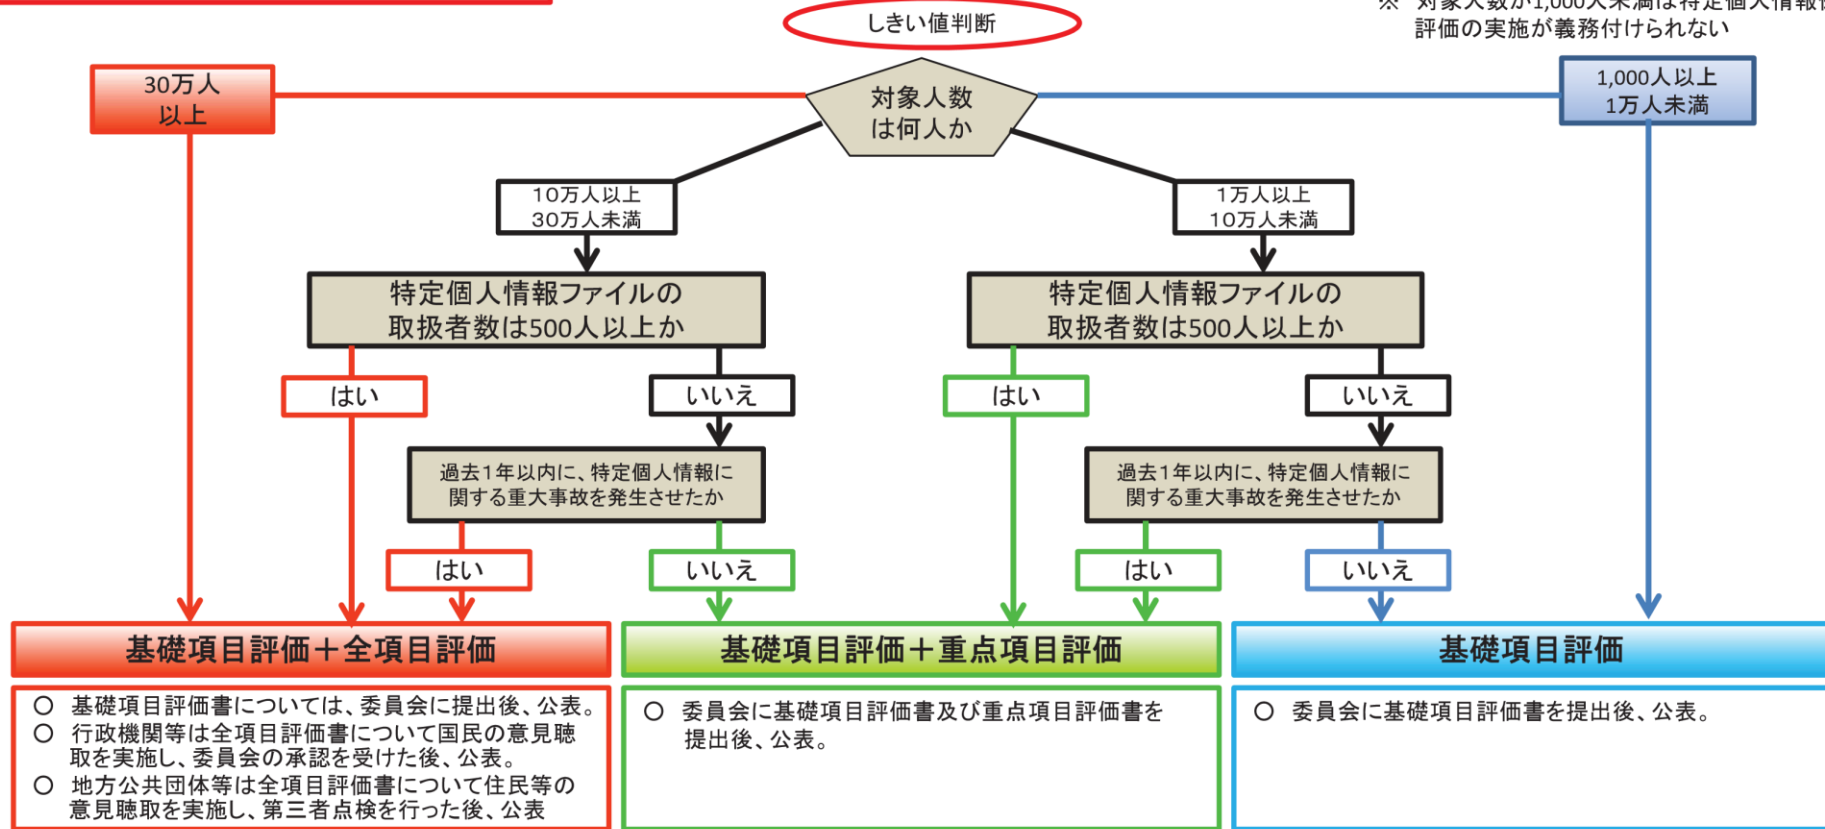 しきい値判断
※ 対象人数が1,000人未満は特定個人情報
評価の実施が義務付けられない
30万人
以上
対象人数
は何人か
1,000人以上
1万人未満
10万人以上
30万人未満
1万人以上
10万人未満
特定個人情報ファイルの
取扱者数は500人以上か
特定個人情報ファイルの
取扱者数は500人以上か
はい
いいえ
はい
いいえ
過去1年以内に、特定個人情報に
関する重大事故を発生させたか
過去1年以内に、特定個人情報に
関する重大事故を発生させたか
はい
いいえ
はい
いいえ
基礎項目評価+全項目評価
基礎項目評価+重点項目評価
基礎項目評価
○ 基礎項目評価書については、委員会に提出後、公表。
○ 行政機関等は全項目評価書について国民の意見聴
取を実施し、委員会の承認を受けた後、公表。
○ 地方公共団体等は全項目評価書について住民等の
意見聴取を実施し、第三者点検を行った後、公表
○ 委員会に基礎項目評価書及び重点項目評価書を
提出後、公表。
○ 委員会に基礎項目評価書を提出後、公表。